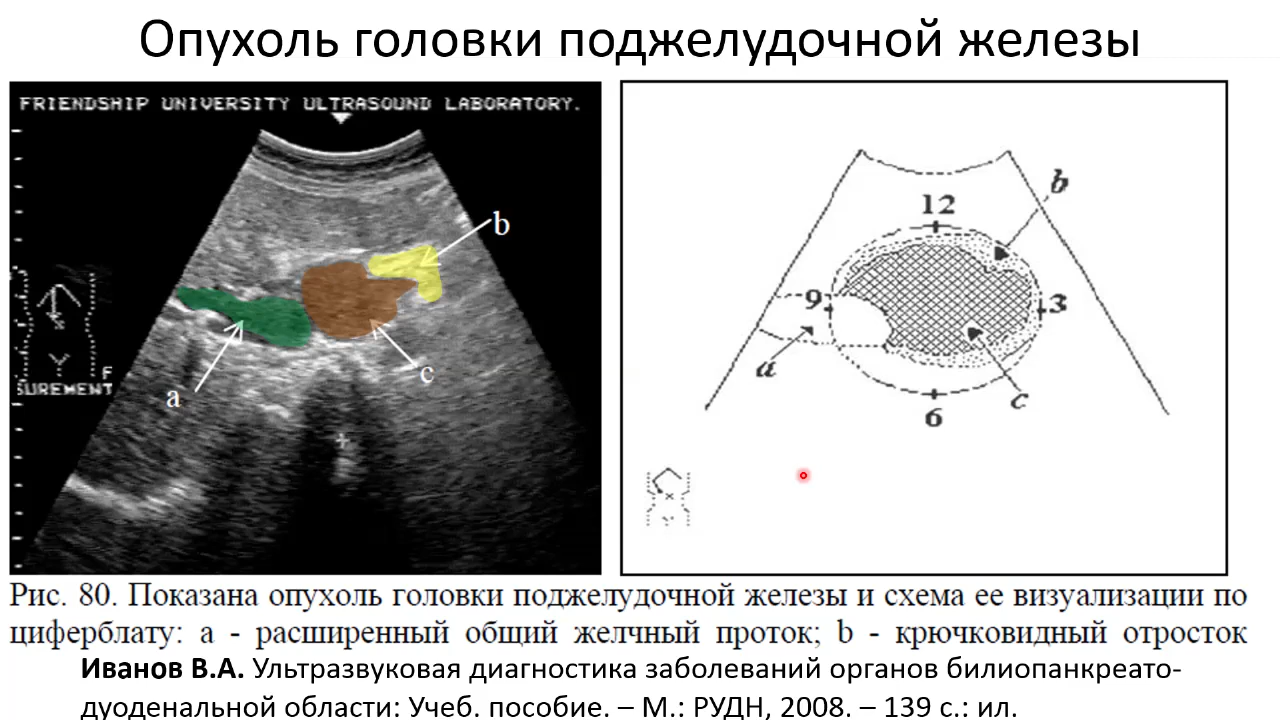 Опухоль головки поджелудочной железы
FRIENDSHIP UNIVERSITY ULTRASOUND LABORATORY.
b
a
c
F
SUREMENT
12
b
9
3
a
c
6
Рис. 80. Показана опухоль головки поджелудочной железы и схема ее визуализации по
циферблату: a - расширенный общий желчный проток; b - крючковидный отросток
Иванов В.А. Ультразвуковая диагностика заболеваний органов билиопанкреато-
дуоденальной области: Учеб. пособие. – М.: РУДН, 2008. – 139 с.: ил.